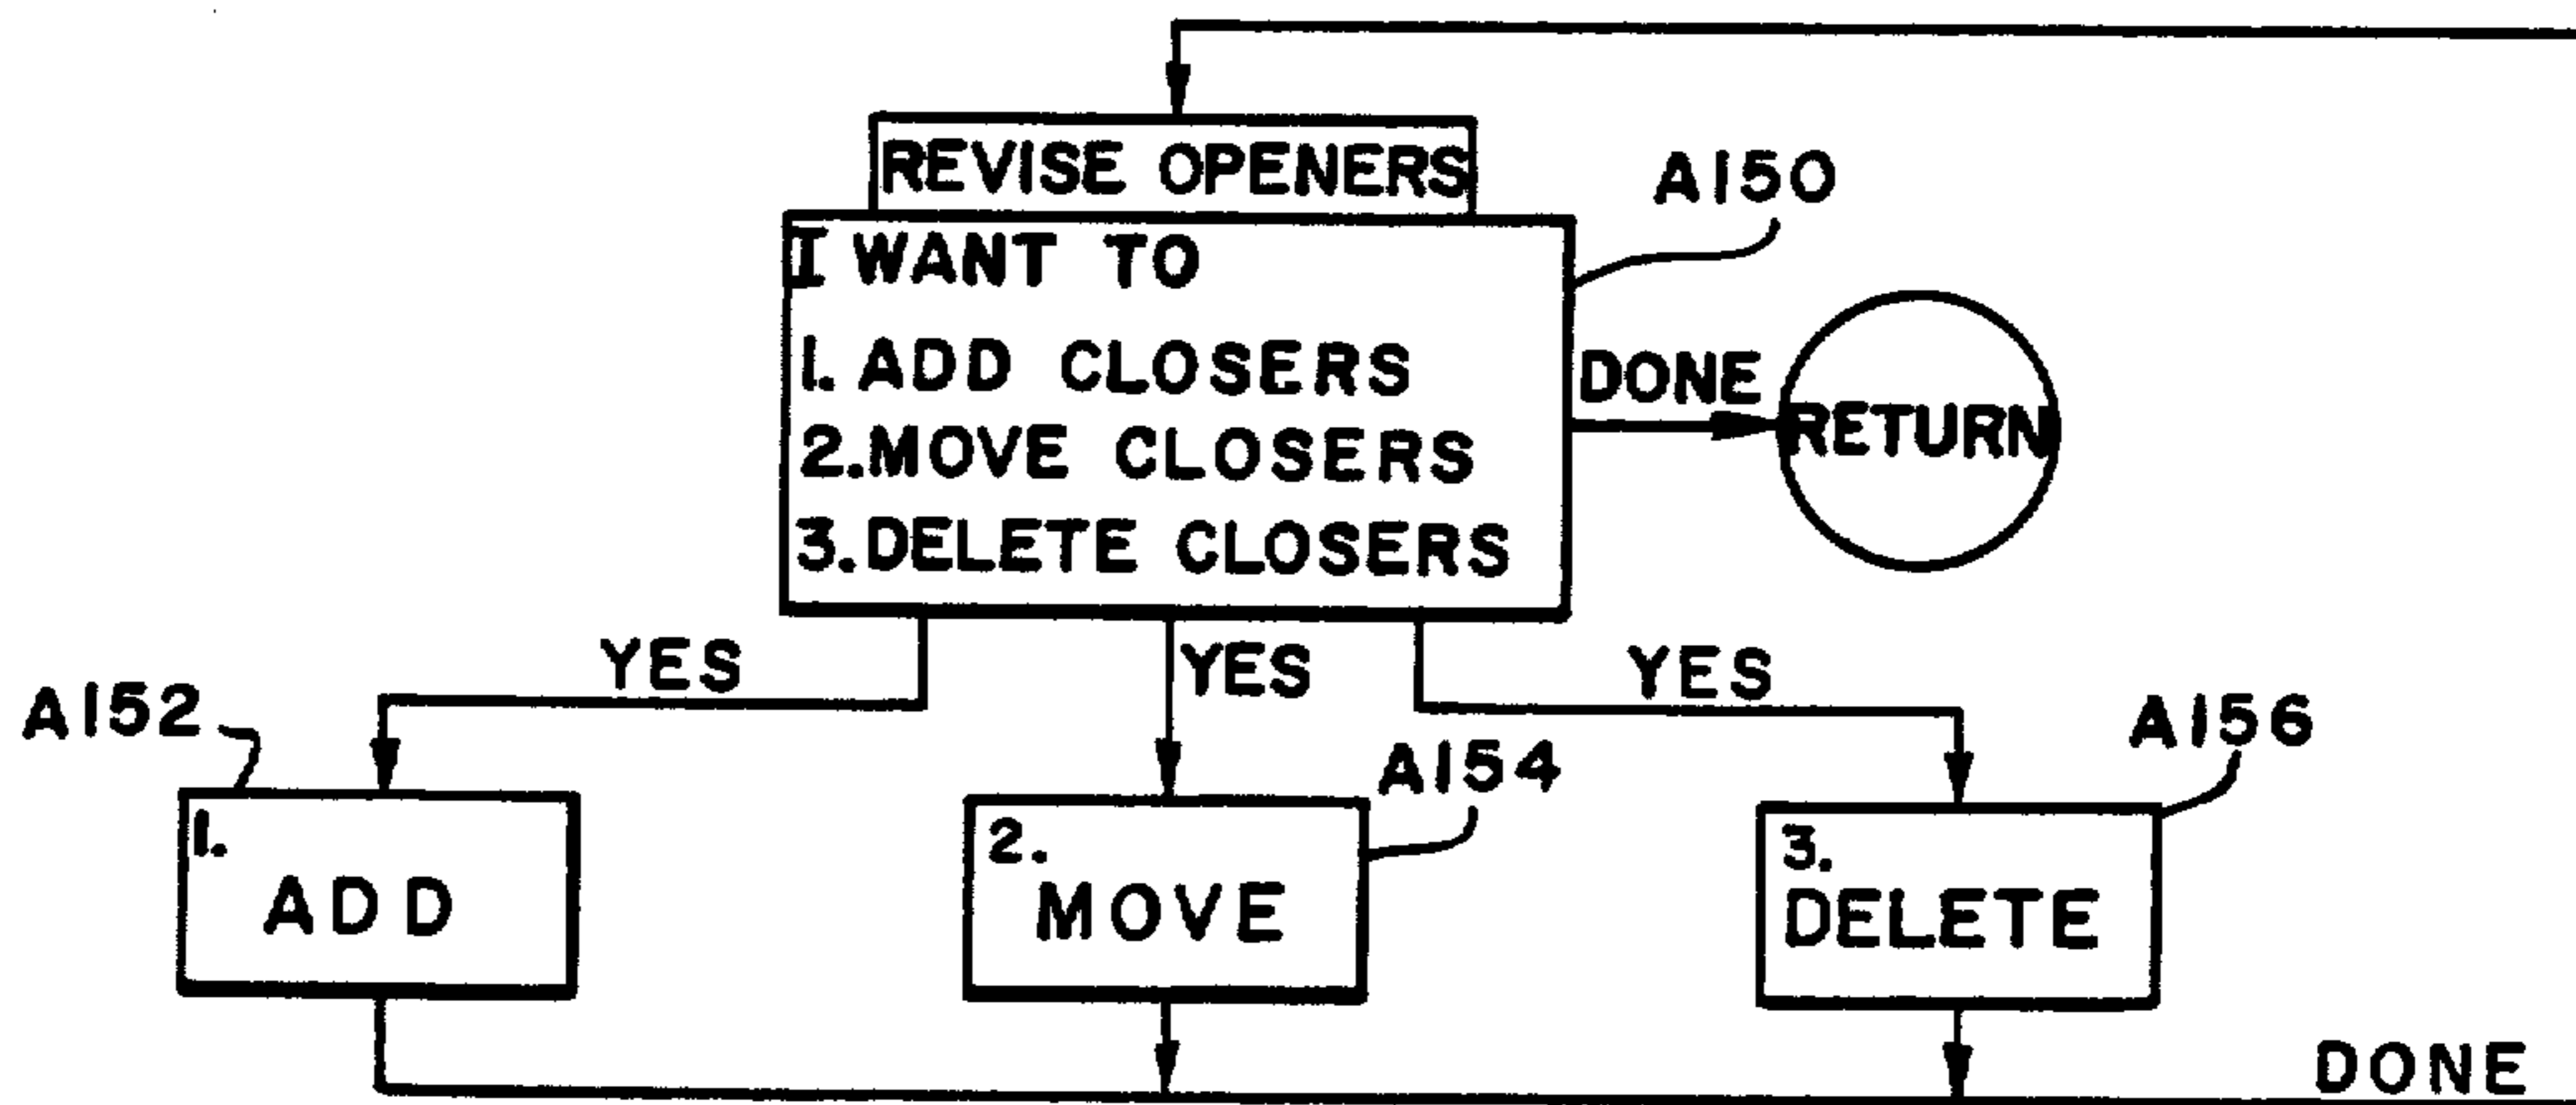 REVISE OPENERS
A150
I WANT TO
1. ADD CLOSERS
2. MOVE CLOSERS
3. DELETE CLOSERS
DONE
RETURN
YES
YES
YES
A152
A154
A156
1.
ADD
2.
MOVE
3.
DELETE
DONE